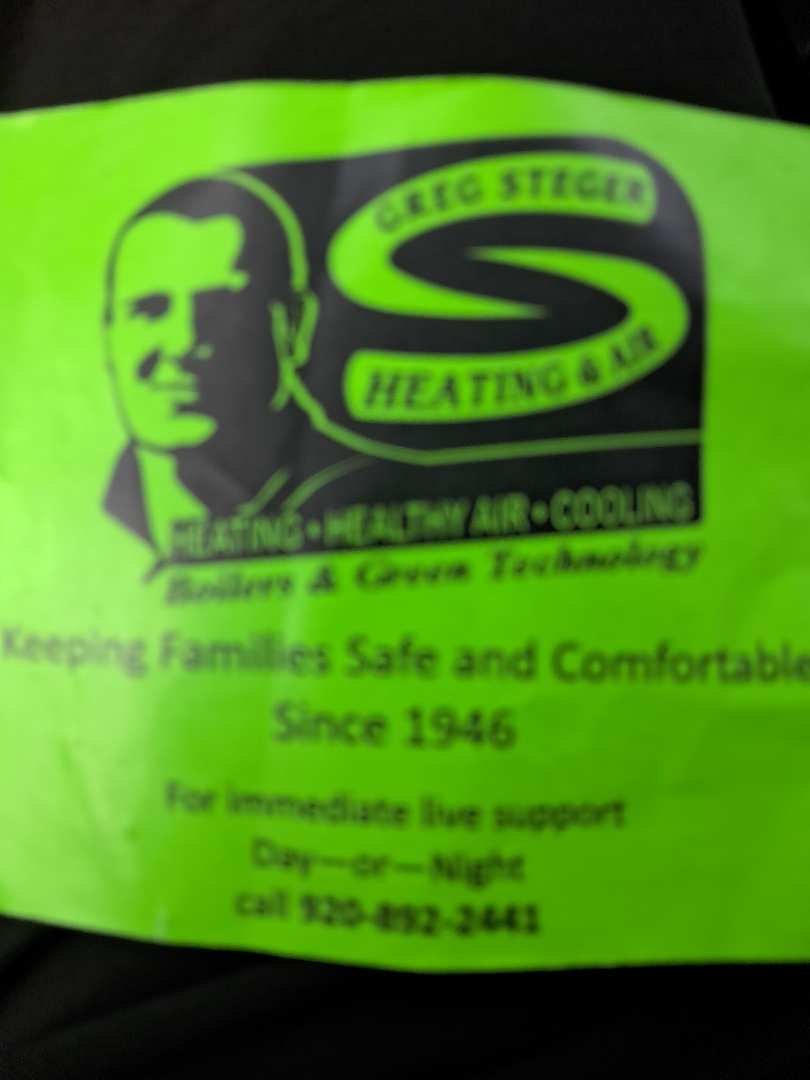 GREG STEGER
HEATING & AIR
HEATING • HEALTHY AIR • COOLING
Boilers & Green Technology
Keeping Families Safe and Comfortable
Since 1946
For immediate live support
Day—or—Night
call 920-892-2441